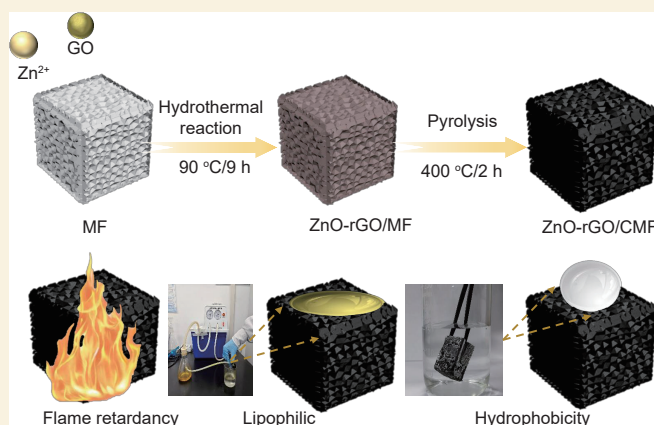 GO
Zn²⁺
Hydrothermal
reaction
90 °C/9 h
Pyrolysis
400 °C/2 h
MF
ZnO-rGO/MF
ZnO-rGO/CMF
Flame retardancy
Lipophilic
Hydrophobicity